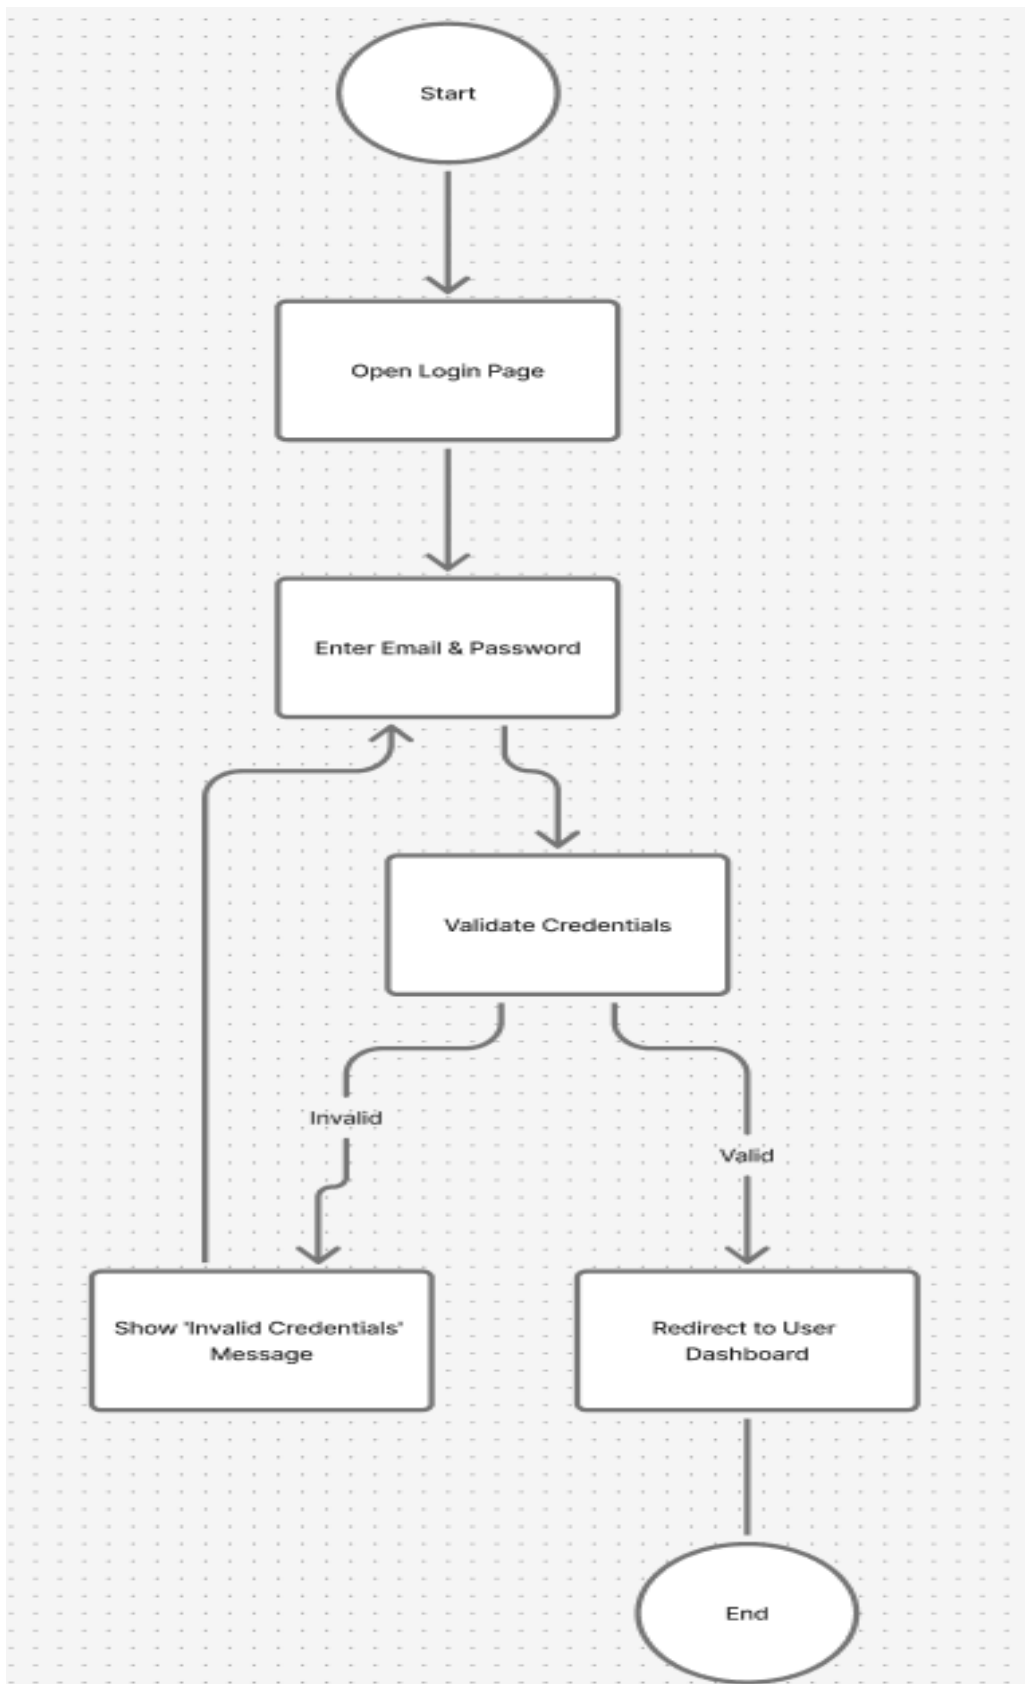 Start
Open Login Page
Enter Email & Password
Validate Credentials
Invalid
Valid
Show 'Invalid Credentials'
Message
Redirect to User
Dashboard
End